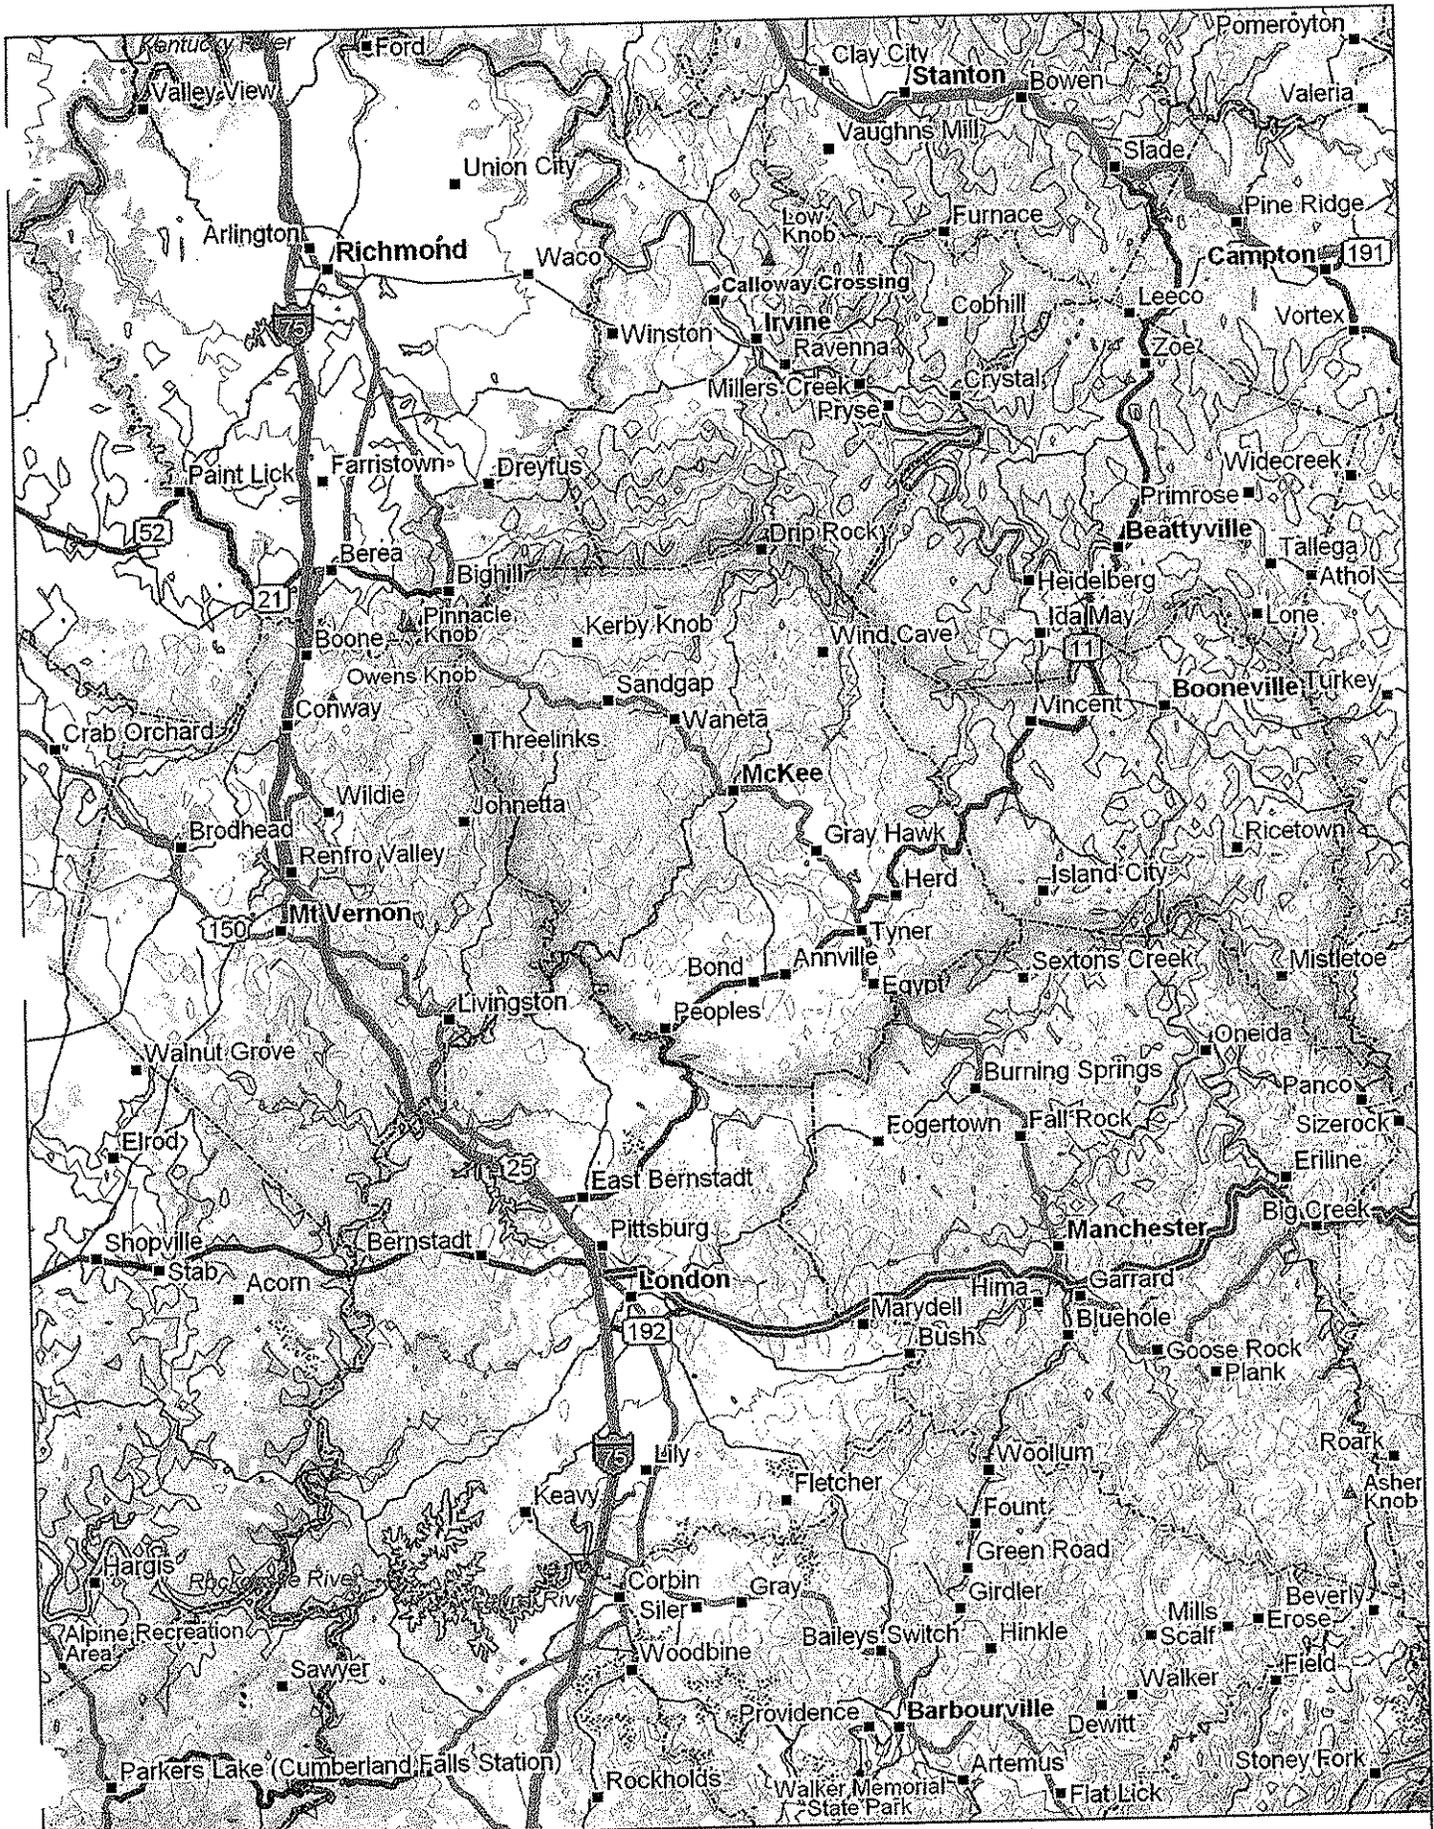 Pomeroyton
Kentucky River
Ford
Clay City
Stanton
Bowen
Valley View
Valeria
Vaughns Mill
Slade
Union City
Pine Ridge
Low
Knob
Furnace
Arlington
Richmond
Waco
Campton
191
Calloway Crossing
Leeco
Cobhill
75
Winston
Irvine
Vortex
Ravenna
Zoe
Millers Creek
Crystal
Pryse
Paint Lick
Farristown
Dreyfus
Widecreek
Primrose
52
Drip Rock
Beattyville
Tallega
Berea
Bighill
Heidelberg
Athol
21
Pinnacle
Knob
Kerby Knob
Ida May
Lone
Boone
Wind Cave
11
Owens Knob
Sandgap
Booneville
Turkey
Conway
Waneta
Vincent
Crab Orchard
Threelinks
McKee
Wildie
Johnetta
Brodhead
Gray Hawk
Ricetown
Renfro Valley
Herd
Island City
Mt Vernon
150
Tyner
Bond
Annville
Sextons Creek
Mistletoe
Egypt
Livingston
Peoples
Oneida
Walnut Grove
Burning Springs
Panco
Fogertown
Fall Rock
Sizerock
Elrod
25
East Bernstadt
Eriline
Big Creek
Shopville
Bernstadt
Pittsburg
Manchester
Stab
Acorn
London
Hima
Garrard
Marydell
Bluehole
192
Bush
Goose Rock
Plank
75
Lily
Woollum
Roark
Fletcher
Asher
Knob
Keavy
Fount
Green Road
Hargis
Corbin
Gray
Girdler
Siler
Mills
Beverly
Erose
Alpine Recreation
Area
Baileys Switch
Hinkle
Scalf
Woodbine
Sawyer
Walker
Field
Providence
Barbourville
Dewitt
Parkers Lake (Cumberland Falls Station)
Rockholds
Artemus
Stoney Fork
Walker Memorial
State Park
Flat Lick